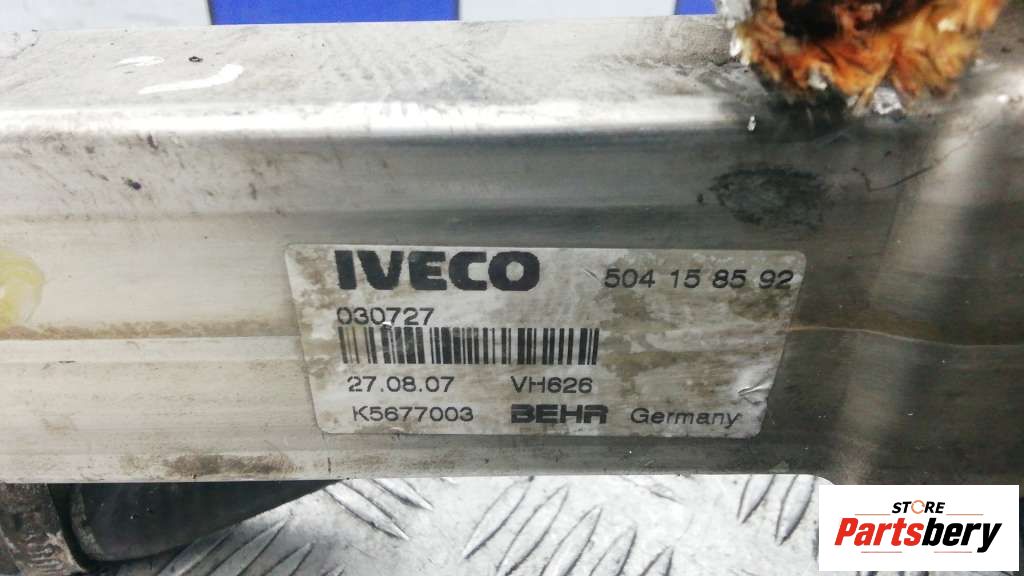 IVECO 504 15 85 92
030727
27.08.07 VH626
K5677003 BEHR Germany
STORE
Partsbery